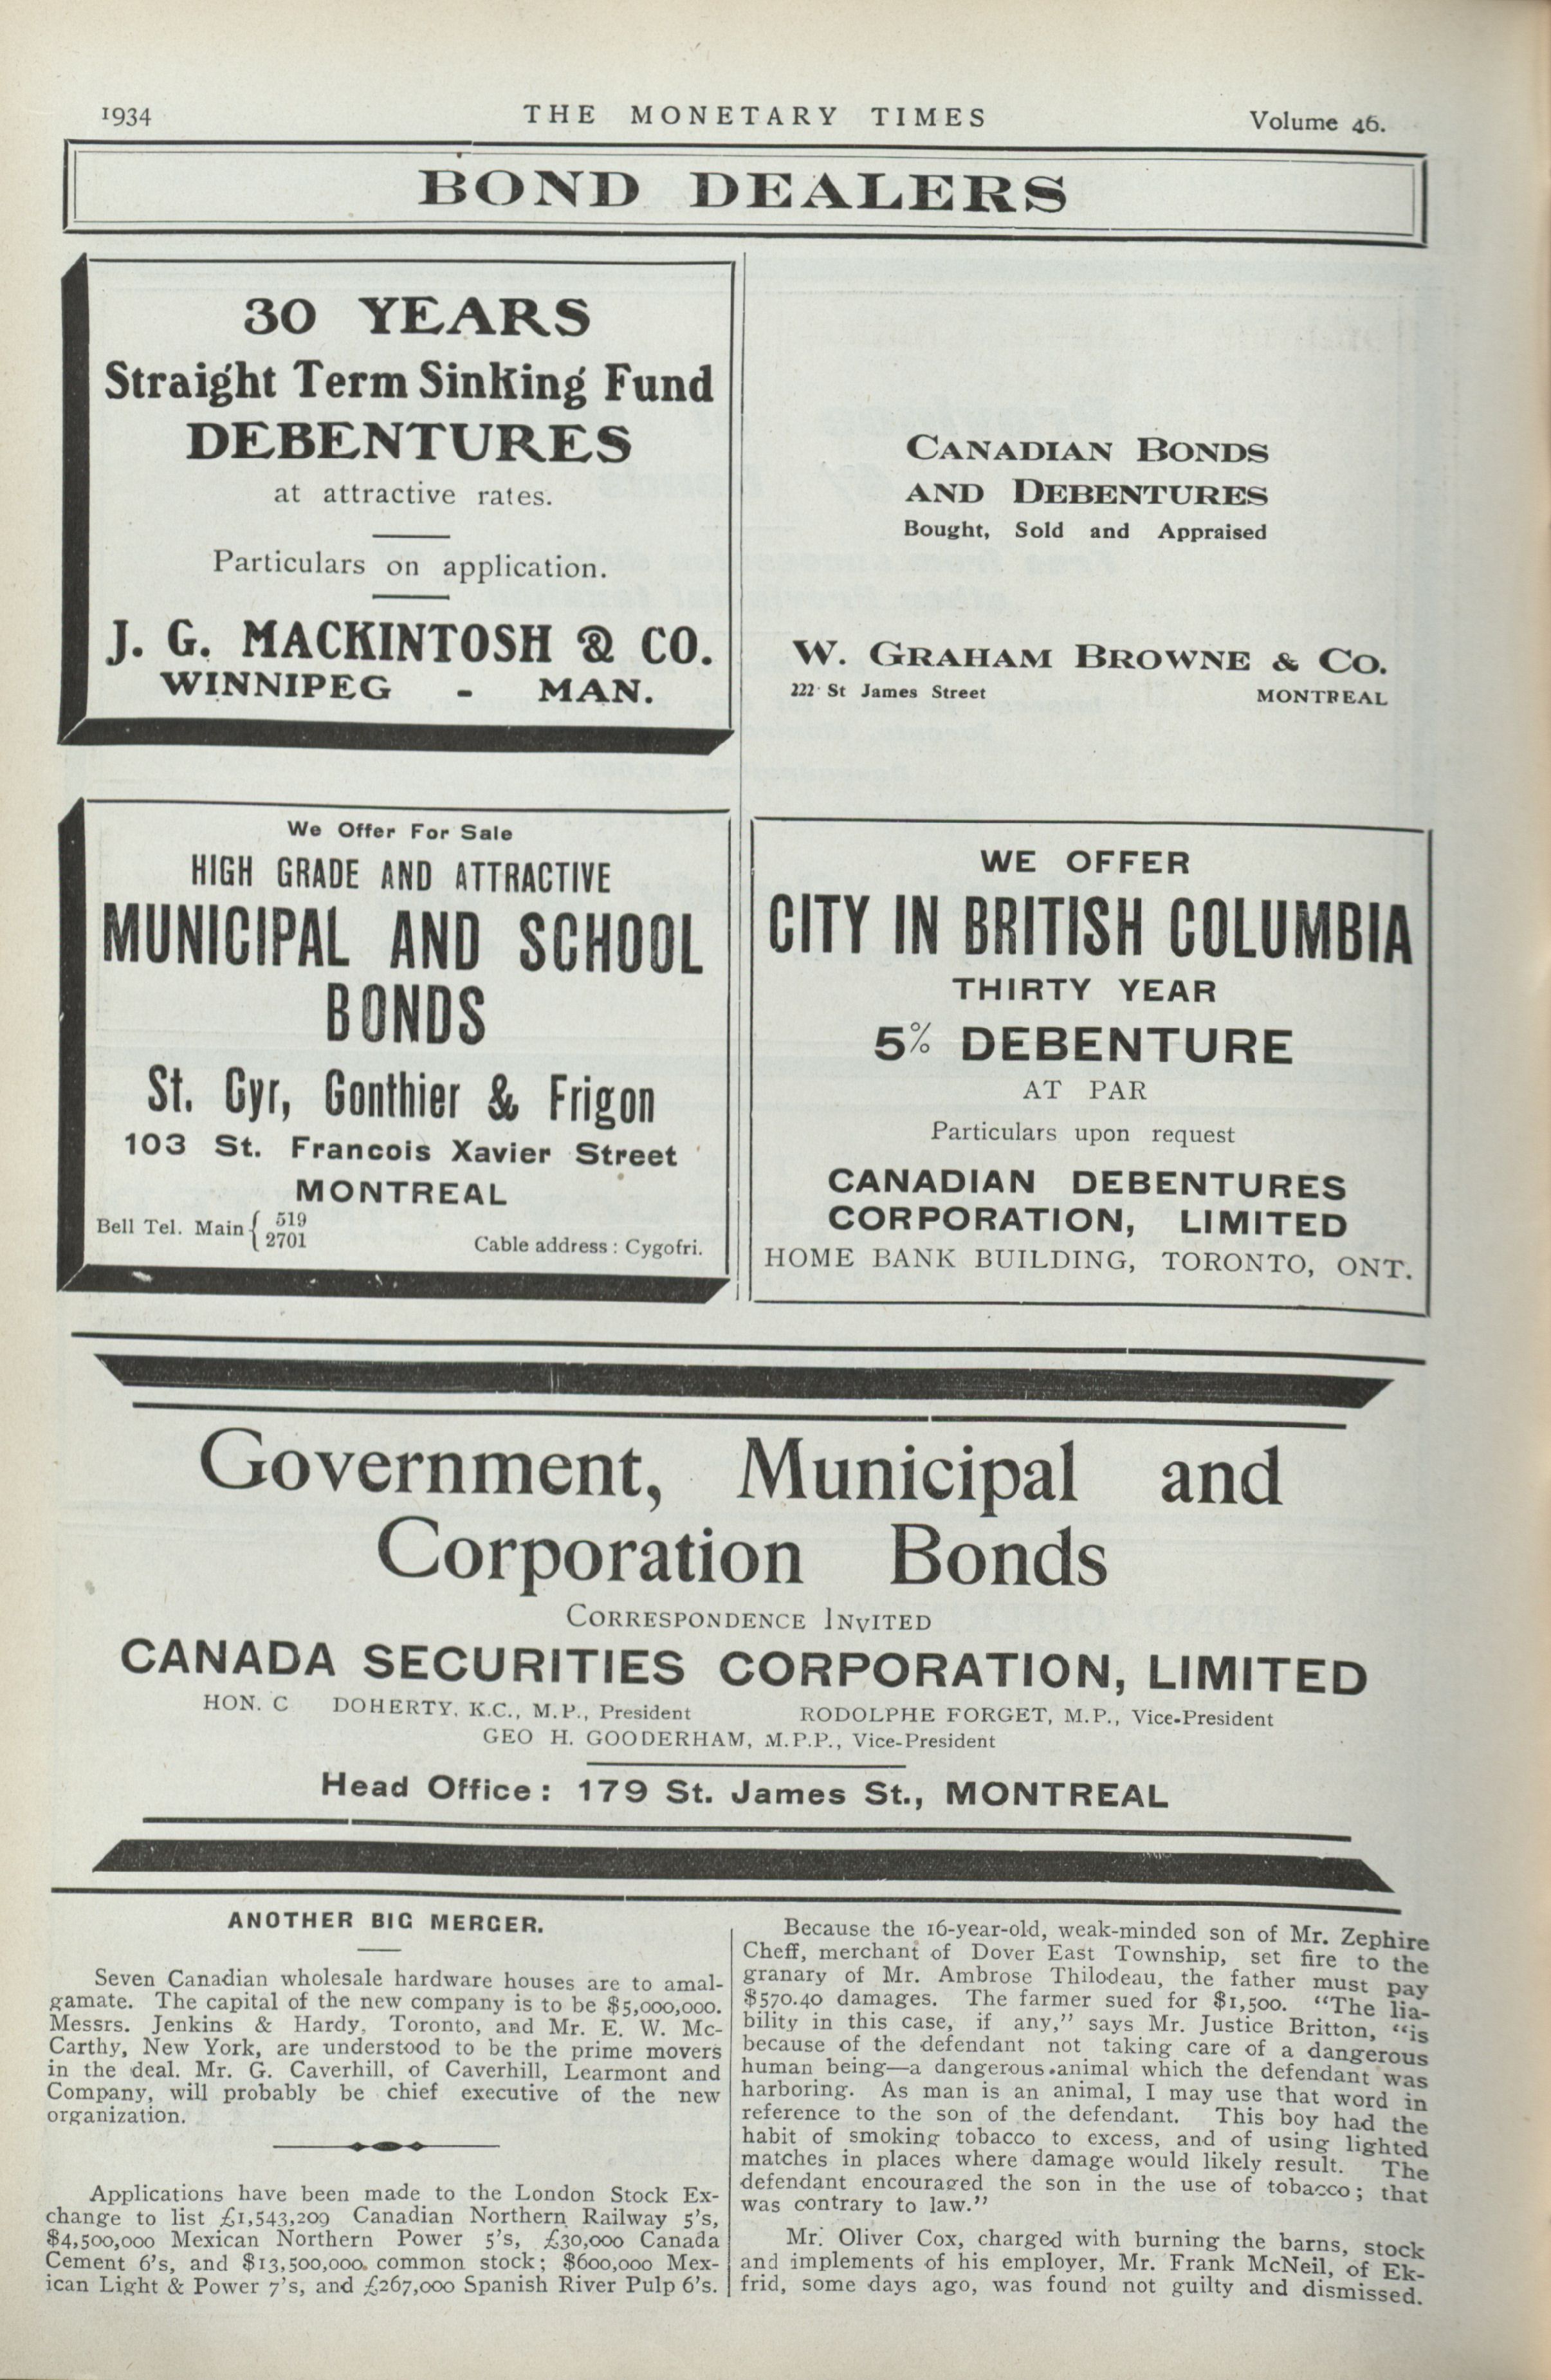 1934
THE MONETARY TIMES
Volume 46.
BOND DEALERS
30 YEARS
Straight Term Sinking Fund
DEBENTURES
at attractive rates.
Particulars on application.
J. G. MACKINTOSH & CO.
WINNIPEG - MAN.
CANADIAN BONDS
AND DEBENTURES
Bought, Sold and Appraised
W. GRAHAM BROWNE & CO.
222 St James Street MONTREAL
We Offer For Sale
HIGH GRADE AND ATTRACTIVE
MUNICIPAL AND SCHOOL
BONDS
St. Cyr, Gonthier & Frigon
103 St. Francois Xavier Street
MONTREAL
Bell Tel. Main { 519
2701
Cable address : Cygofri.
WE OFFER
CITY IN BRITISH COLUMBIA
THIRTY YEAR
5% DEBENTURE
AT PAR
Particulars upon request
CANADIAN DEBENTURES
CORPORATION, LIMITED
HOME BANK BUILDING, TORONTO, ONT.
Government, Municipal and
Corporation Bonds
CORRESPONDENCE INVITED
CANADA SECURITIES CORPORATION, LIMITED
HON. C DOHERTY, K.C., M.P., President RODOLPHE FORGET, M.P., Vice-President
GEO H. GOODERHAM, M.P.P., Vice-President
Head Office: 179 St. James St., MONTREAL
ANOTHER BIG MERGER.
Seven Canadian wholesale hardware houses are to amal-
gamate. The capital of the new company is to be $5,000,000.
Messrs. Jenkins & Hardy, Toronto, and Mr. E. W. Mc-
Carthy, New York, are understood to be the prime movers
in the deal. Mr. G. Caverhill, of Caverhill, Learmont and
Company, will probably be chief executive of the new
organization.
Applications have been made to the London Stock Ex-
change to list £1,543,209 Canadian Northern Railway 5's,
$4,500,000 Mexican Northern Power 5's, £30,000 Canada
Cement 6's, and $13,500,000 common stock; $600,000 Mex-
ican Light & Power 7's, and £267,000 Spanish River Pulp 6's.
Because the 16-year-old, weak-minded son of Mr. Zephire
Cheff, merchant of Dover East Township, set fire to the
granary of Mr. Ambrose Thilodeau, the father must pay
$570.40 damages. The farmer sued for $1,500. "The lia-
bility in this case, if any," says Mr. Justice Britton, "is
because of the defendant not taking care of a dangerous
human being—a dangerous animal which the defendant was
harboring. As man is an animal, I may use that word in
reference to the son of the defendant. This boy had the
habit of smoking tobacco to excess, and of using lighted
matches in places where damage would likely result. The
defendant encouraged the son in the use of tobacco; that
was contrary to law."
Mr. Oliver Cox, charged with burning the barns, stock
and implements of his employer, Mr. Frank McNeil, of Ek-
frid, some days ago, was found not guilty and dismissed.